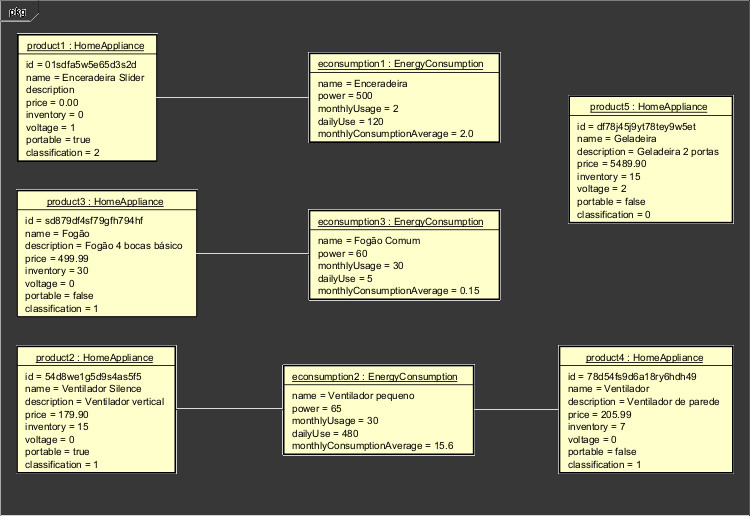 pkg
product1 : HomeAppliance
id = 01sdfa5w5e65d3s2d
name = Enceradeira Slider
description
price = 0.00
inventory = 0
voltage = 1
portable = true
classification = 2
econsumption1 : EnergyConsumption
name = Enceradeira
power = 500
monthlyUsage = 2
dailyUse = 120
monthlyConsumptionAverage = 2.0
product5 : HomeAppliance
id = df78j45j9yt78tey9w5et
name = Geladeira
description = Geladeira 2 portas
price = 5489.90
inventory = 15
voltage = 2
portable = false
classification = 0
product3 : HomeAppliance
id = sd879df4sf79gfh794hf
name = Fogão
description = Fogão 4 bocas básico
price = 499.99
inventory = 30
voltage = 0
portable = false
classification = 1
econsumption3 : EnergyConsumption
name = Fogão Comum
power = 60
monthlyUsage = 30
dailyUse = 5
monthlyConsumptionAverage = 0.15
product2 : HomeAppliance
id = 54d8we1g5d9s4as5f5
name = Ventilador Silence
description = Ventilador vertical
price = 179.90
inventory = 15
voltage = 0
portable = true
classification = 1
econsumption2 : EnergyConsumption
name = Ventilador pequeno
power = 65
monthlyUsage = 30
dailyUse = 480
monthlyConsumptionAverage = 15.6
product4 : HomeAppliance
id = 78d54fs9d6a18ry6hdh49
name = Ventilador
description = Ventilador de parede
price = 205.99
inventory = 7
voltage = 0
portable = false
classification = 1